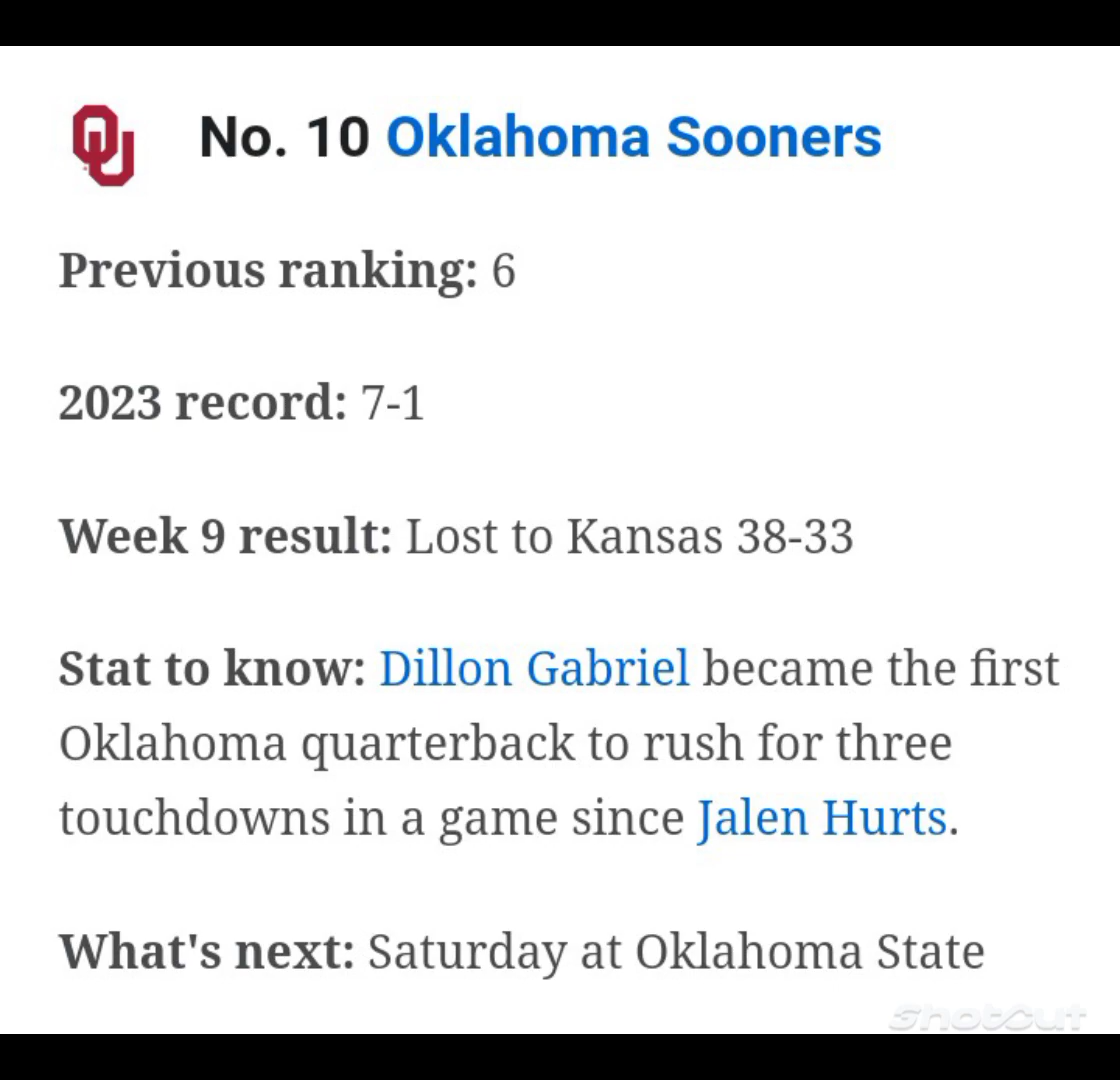 OU No. 10 Oklahoma Sooners
Previous ranking: 6
2023 record: 7-1
Week 9 result: Lost to Kansas 38-33
Stat to know: Dillon Gabriel became the first
Oklahoma quarterback to rush for three
touchdowns in a game since Jalen Hurts.
What's next: Saturday at Oklahoma State
ShotCut